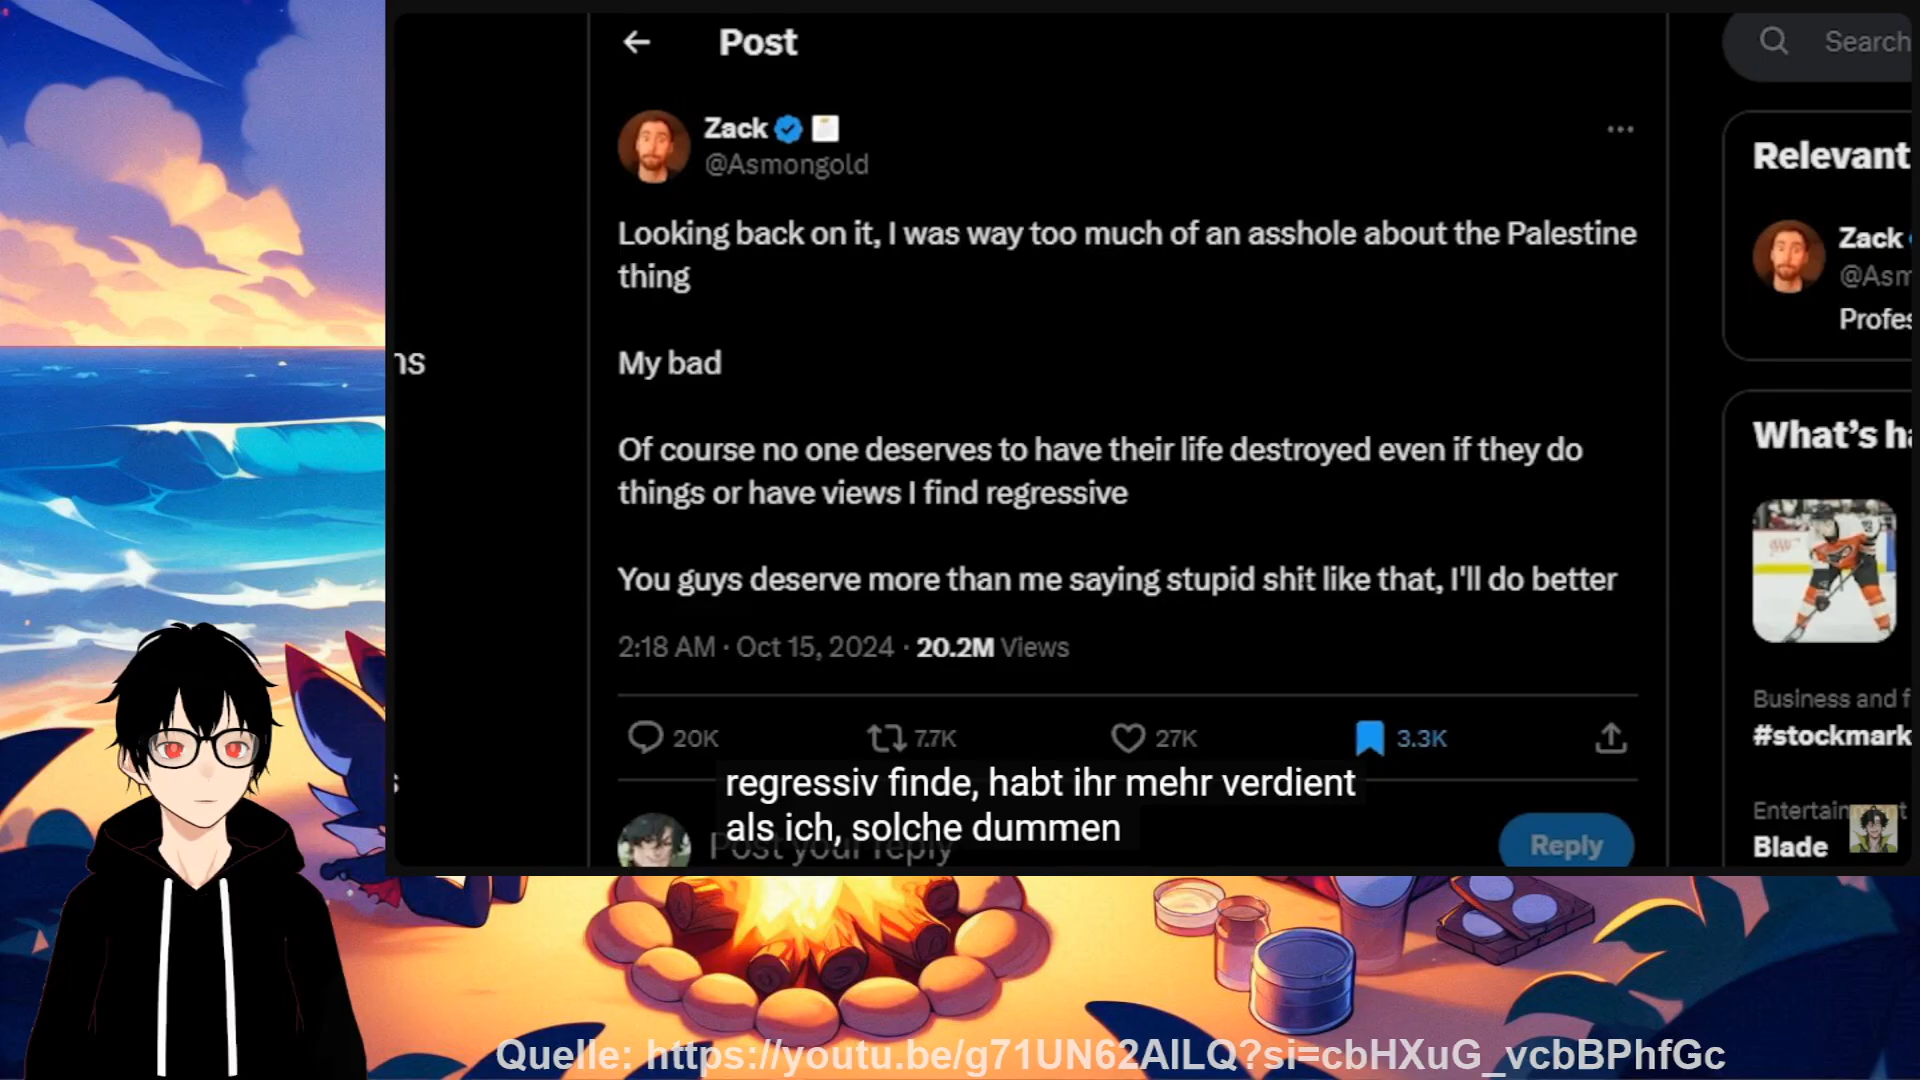 Post
Search
Zack
@Asmongold
Relevant
Looking back on it, I was way too much of an asshole about the Palestine
thing
Zack
@Asm
Profes
ns
My bad
Of course no one deserves to have their life destroyed even if they do
things or have views I find regressive
What's ha
You guys deserve more than me saying stupid shit like that, I'll do better
2:18 AM · Oct 15, 2024 · 20.2M Views
Business and f
#stockmark
20K 7.7K 27K 3.3K
regressiv finde, habt ihr mehr verdient
als ich, solche dummen
Post your reply
Reply
Entertainment
Blade
Quelle: https://youtu.be/g71UN62AILQ?si=cbHXuG_vcbBPhfGc